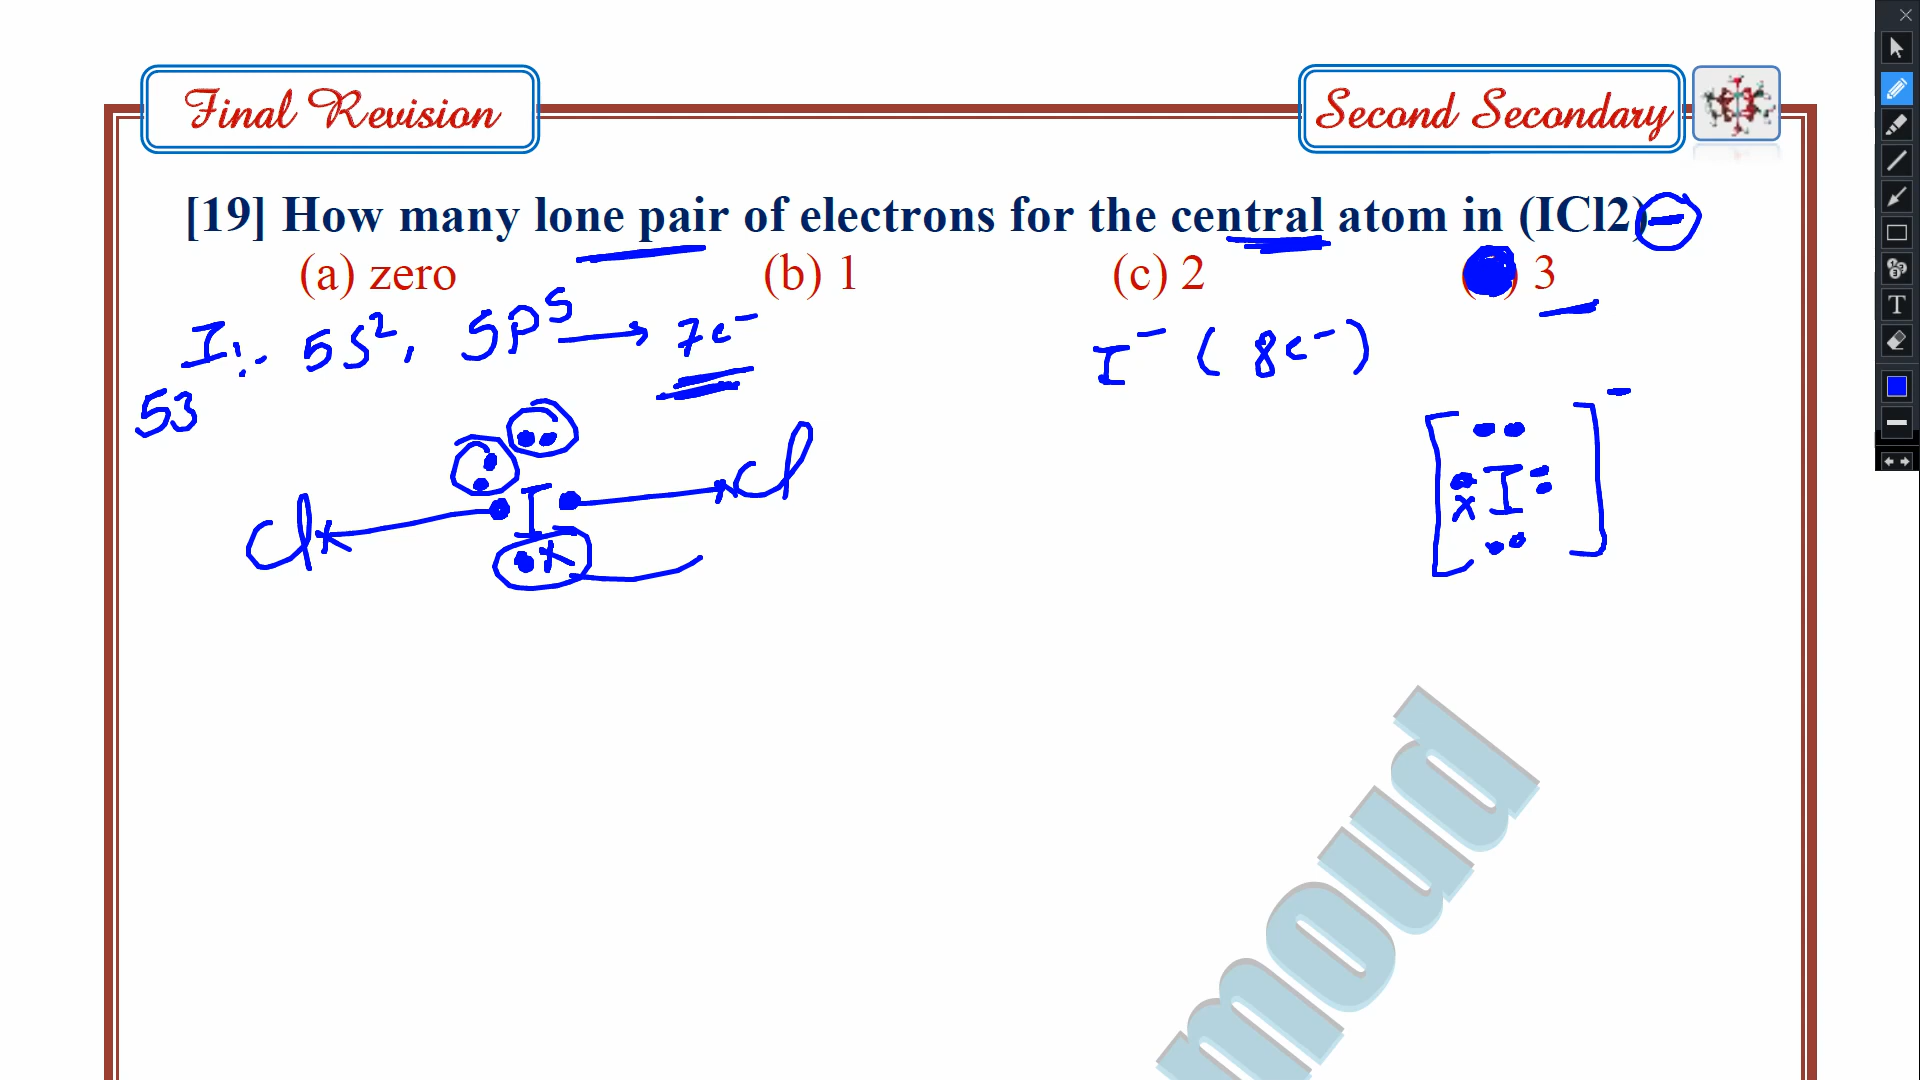 Final Revision
Second Secondary
[19] How many lone pair of electrons for the central atom in (ICl2)-
(a) zero (b) 1 (c) 2 ) 3
I:. 5S², 5P⁵ → 7e⁻
I⁻ (8e⁻)
53
Cl I Cl
[I]⁻
moud
T